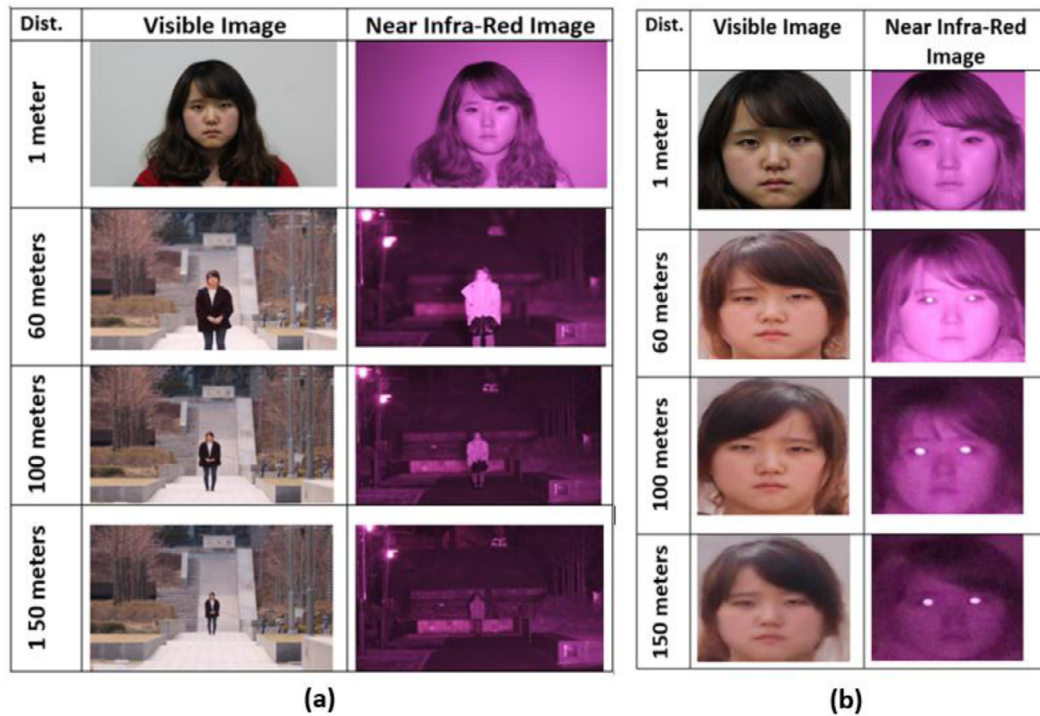 Dist. Visible Image Near Infra-Red Image
1 meter
60 meters
100 meters
1 50 meters
(a)
Dist. Visible Image Near Infra-Red
Image
1 meter
60 meters
100 meters
150 meters
(b)